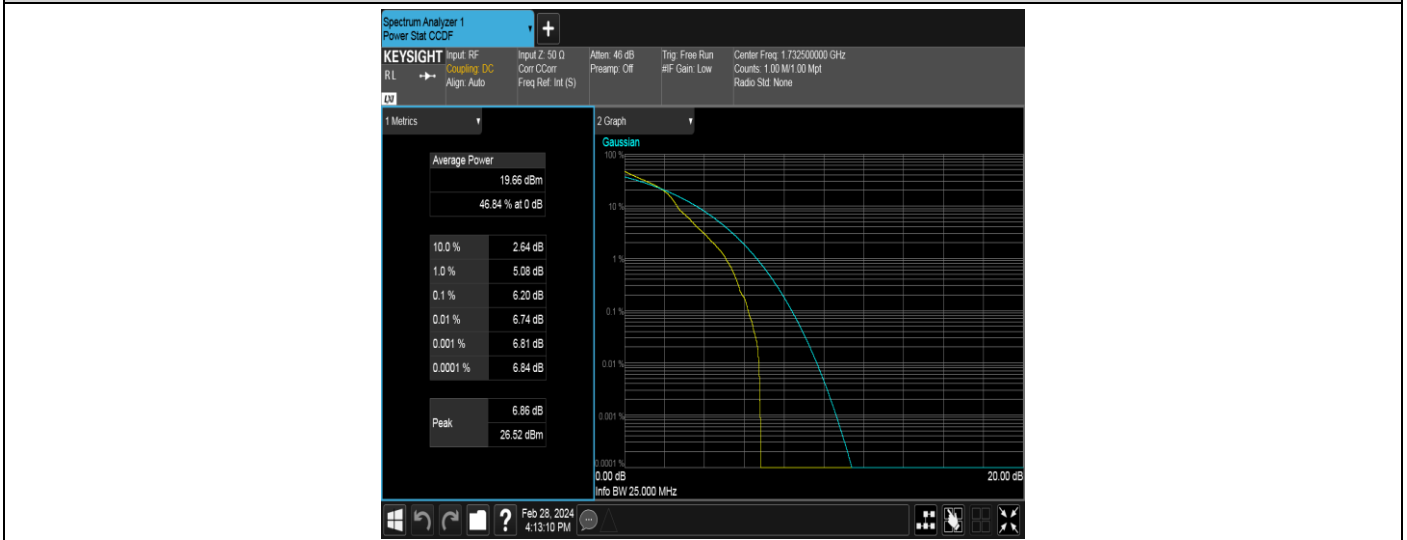 Spectrum Analyzer 1
Power Stat CCDF
+
KEYSIGHT
RL
LXI
Input: RF
Coupling: DC
Align: Auto
Input Z: 50 Ω
Corr CCorr
Freq Ref: Int (S)
Atten: 46 dB
Preamp: Off
Trig: Free Run
#IF Gain: Low
Center Freq: 1.732500000 GHz
Counts: 1.00 M/1.00 Mpt
Radio Std: None
1 Metrics
Average Power
19.66 dBm
46.84 % at 0 dB
10.0 % 2.64 dB
1.0 % 5.08 dB
0.1 % 6.20 dB
0.01 % 6.74 dB
0.001 % 6.81 dB
0.0001 % 6.84 dB
Peak
6.86 dB
26.52 dBm
2 Graph
Gaussian
100 %
10 %
1 %
0.1 %
0.01 %
0.001 %
0.0001 %
0.00 dB 20.00 dB
Info BW 25.000 MHz
?
Feb 28, 2024
4:13:10 PM